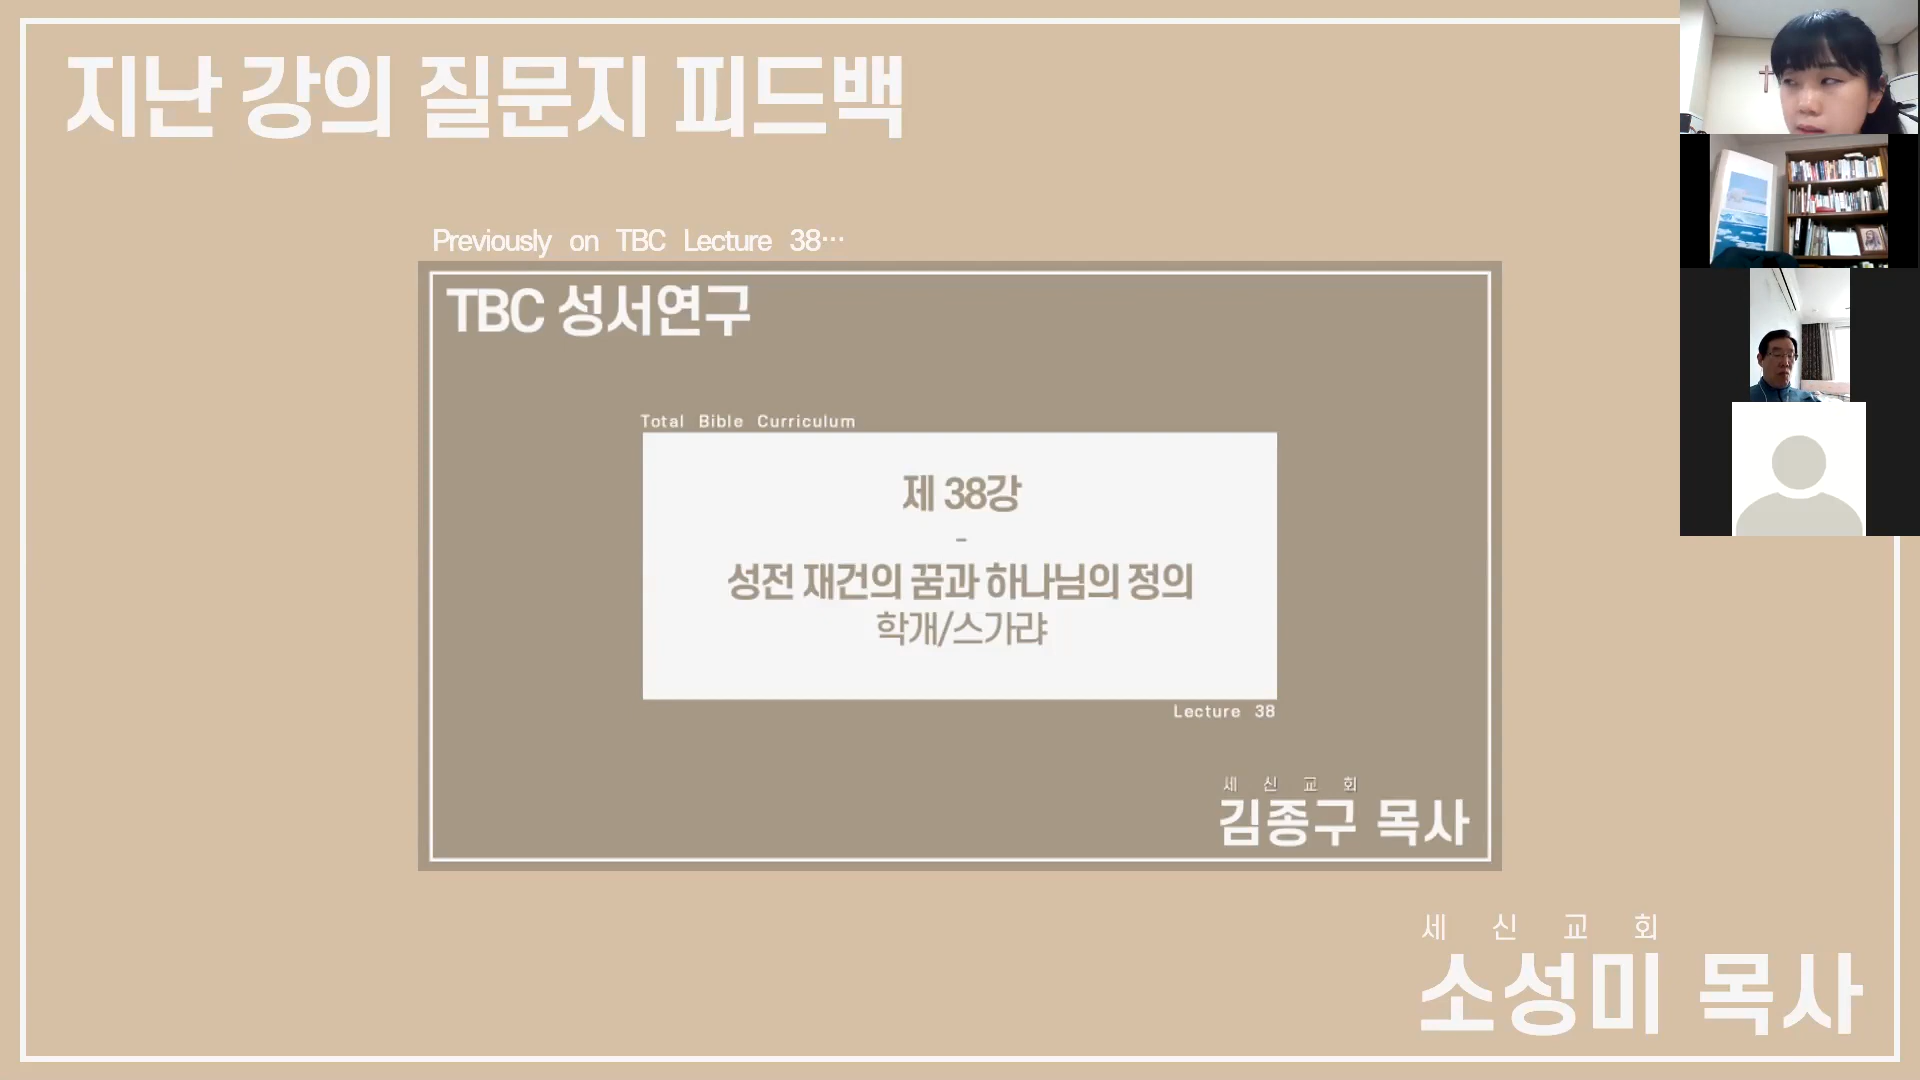 지난 강의 질문지 피드백
Previously on TBC Lecture 38…
TBC 성서연구
Total Bible Curriculum
제 38강
-
성전 재건의 꿈과 하나님의 정의
학개/스가랴
Lecture 38
세신교회
김종구 목사
세신교회
소성미 목사